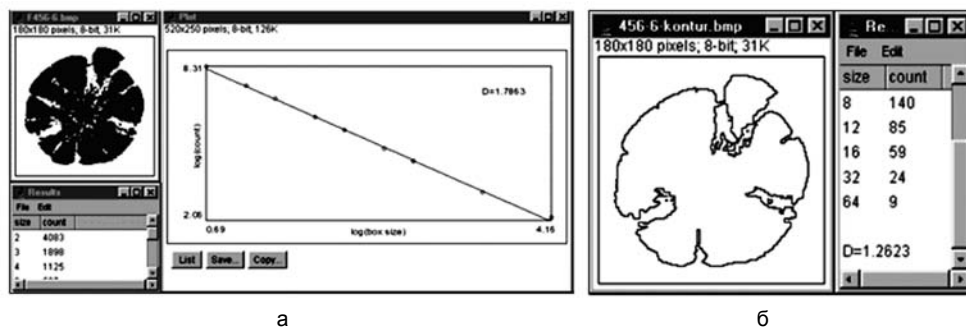 F456-6.bmp
180x180 pixels; 8-bit; 31K
Results
File Edit
size count
2 4083
3 1898
4 1125
Plot
520x250 pixels; 8-bit; 126K
8.31
D=1.7863
log(count)
2.08
0.69
log(box size)
4.16
List Save... Copy...
а
456-6-kontur.bmp
180x180 pixels; 8-bit; 31K
Re...
File Edit
size count
8 140
12 85
16 59
32 24
64 9
D=1.2623
б